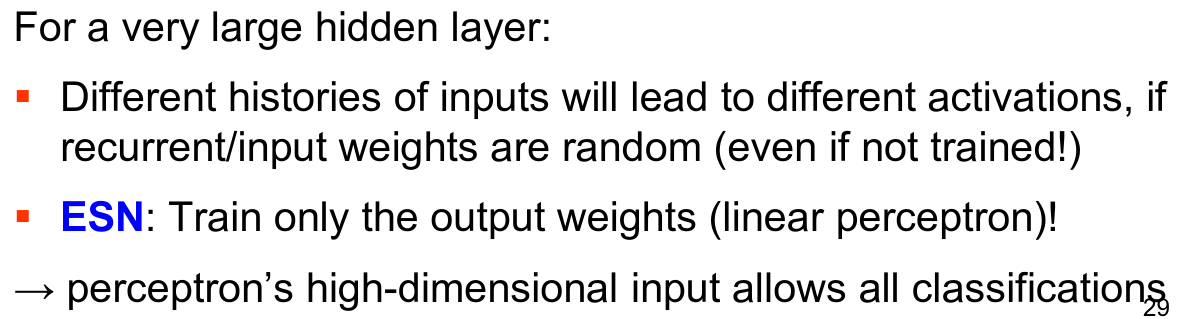 For a very large hidden layer:
▪ Different histories of inputs will lead to different activations, if
recurrent/input weights are random (even if not trained!)
▪ ESN: Train only the output weights (linear perceptron)!
→ perceptron’s high-dimensional input allows all classifications
29